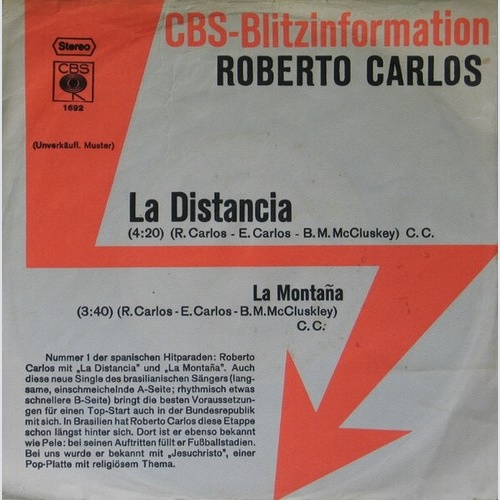 CBS-Blitzinformation
Stereo
ROBERTO CARLOS
CBS
1692
(Unverkäufl. Muster)
La Distancia
(4:20) (R. Carlos - E. Carlos - B. M. McCluskey) C. C.
La Montaña
(3:40) (R. Carlos - E. Carlos - B. M. McCluskley)
C. C.
Nummer 1 der spanischen Hitparaden: Roberto
Carlos mit „La Distancia" und „La Montaña". Auch
diese neue Single des brasilianischen Sängers (lang-
same, einschmeichelnde A-Seite; rhythmisch etwas
schnellere B-Seite) bringt die besten Voraussetzun-
gen für einen Top-Start auch in der Bundesrepublik
mit sich. In Brasilien hat Roberto Carlos diese Etappe
schon längst hinter sich. Dort ist er ebenso bekannt
wie Pele: bei seinen Auftritten füllt er Fußballstadien.
Bei uns wurde er bekannt mit „Jesuchristo", einer
Pop-Platte mit religiösem Thema.